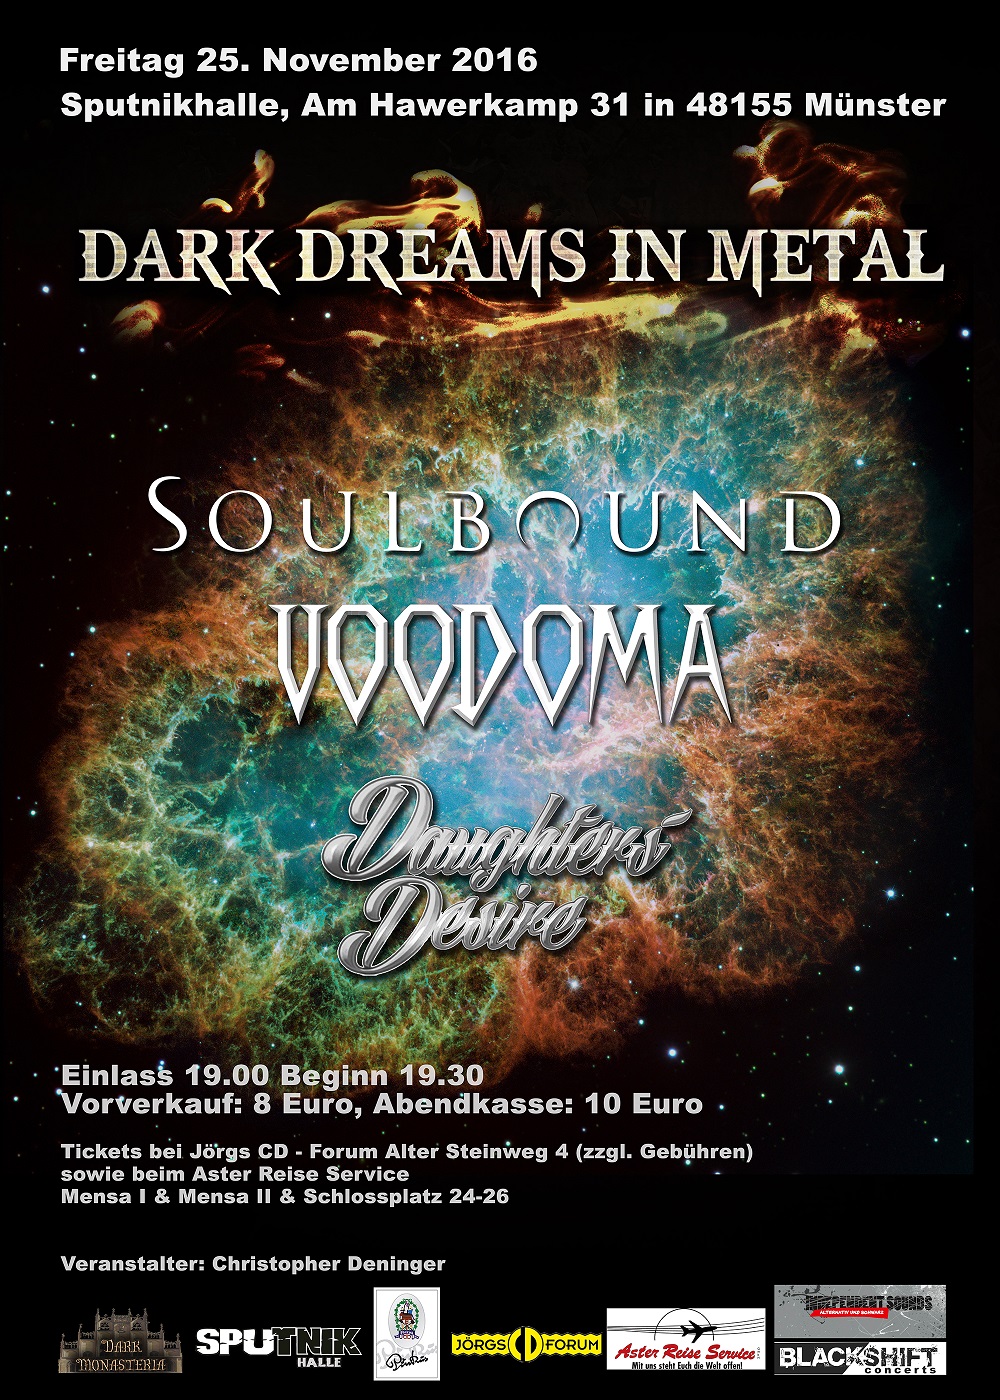 Freitag 25. November 2016
Sputnikhalle, Am Hawerkamp 31 in 48155 Münster
DARK DREAMS IN METAL
SOULBOUND
VOODOMA
Daughters'
Desire
Einlass 19.00 Beginn 19.30
Vorverkauf: 8 Euro, Abendkasse: 10 Euro
Tickets bei Jörgs CD - Forum Alter Steinweg 4 (zzgl. Gebühren)
sowie beim Aster Reise Service
Mensa I & Mensa II & Schlossplatz 24-26
Veranstalter: Christopher Deninger
DARK
MONASTERIA
SPUTNIK
HALLE
JÖRGS CD FORUM
Aster Reise Service
Mit uns steht Euch die Welt offen!
INDEPENDENT SOUNDS
ALTERNATIV UND SCHWARZ
BLACKSHIFT
concerts